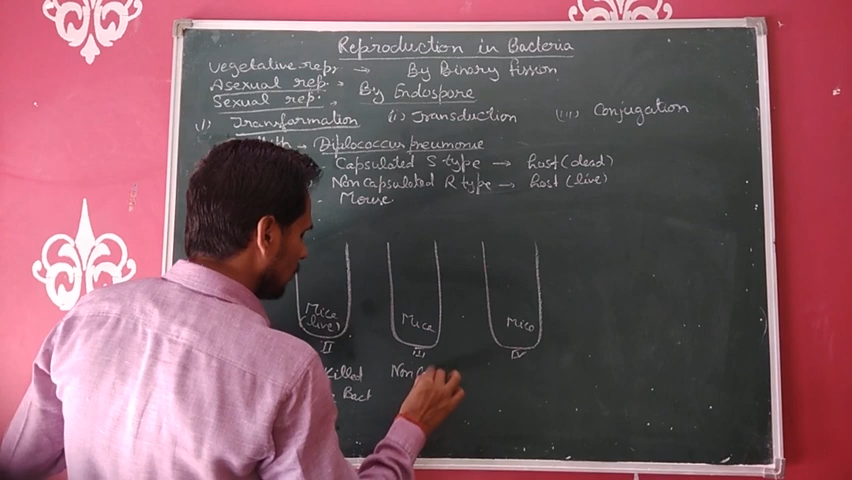 Reproduction in Bacteria
Vegetative rep. → By Binary fission
Asexual rep. By Endospore
Sexual rep.
(i) Transformation (ii) Transduction (iii) Conjugation
→ Diplococcus pneumonie
Capsulated S type → host (dead)
Non capsulated R type → host (live)
Mouse
Mice (live) Mice Mice
II III IV
Killed Non
Bact